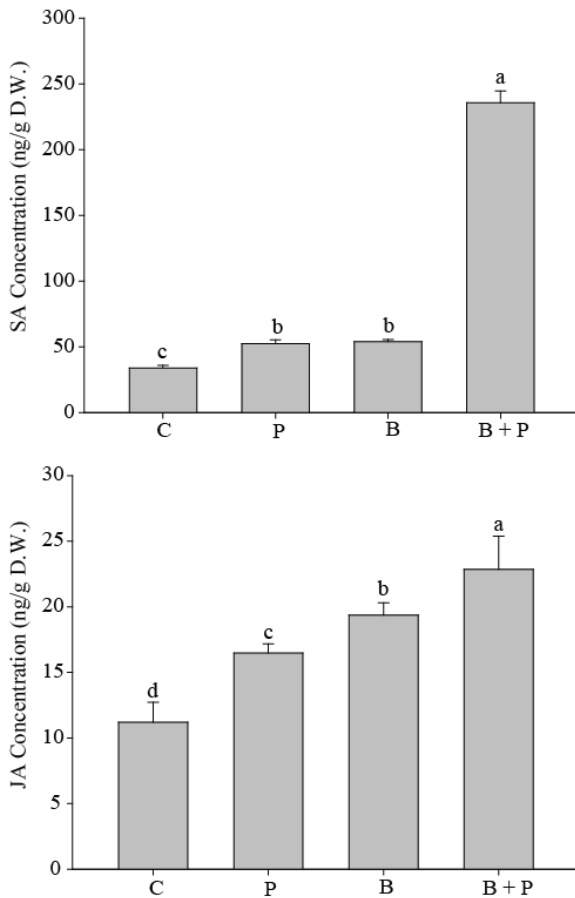 SA Concentration (ng/g D.W.)
300
250
200
150
100
50
0
c
b
b
a
C
P
B
B + P
JA Concentration (ng/g D.W.)
30
25
20
15
10
5
0
d
c
b
a
C
P
B
B + P